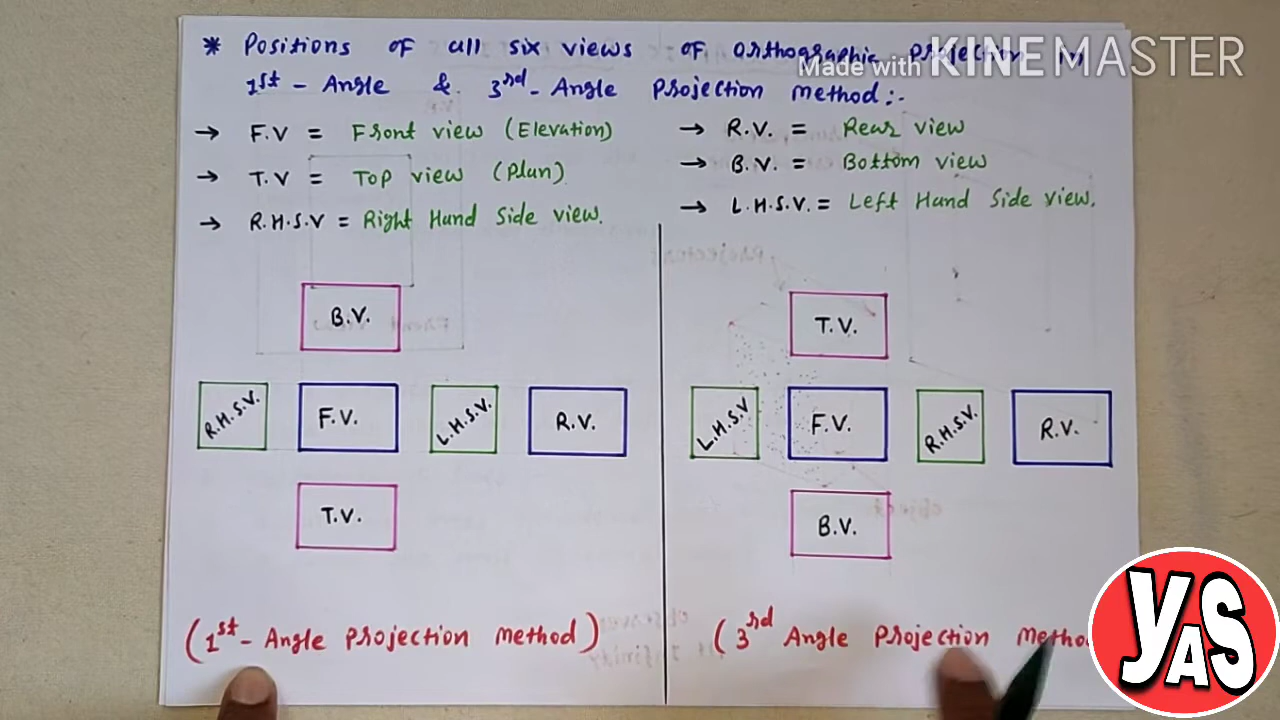 * Positions of all six views of orthographic projection in
1st - Angle & 3rd - Angle projection method:-
Made with KINEMASTER
→ F.V = Front view (Elevation)
→ T.V = Top view (Plan)
→ R.H.S.V = Right Hand Side view.
→ R.V. = Rear view
→ B.V. = Bottom view
→ L.H.S.V. = Left Hand Side view.
B.V.
R.H.S.V. F.V. L.H.S.V. R.V.
T.V.
(1st - Angle projection method)
T.V.
L.H.S.V F.V. R.H.S.V. R.V.
B.V.
(3rd Angle projection Metho
YAS